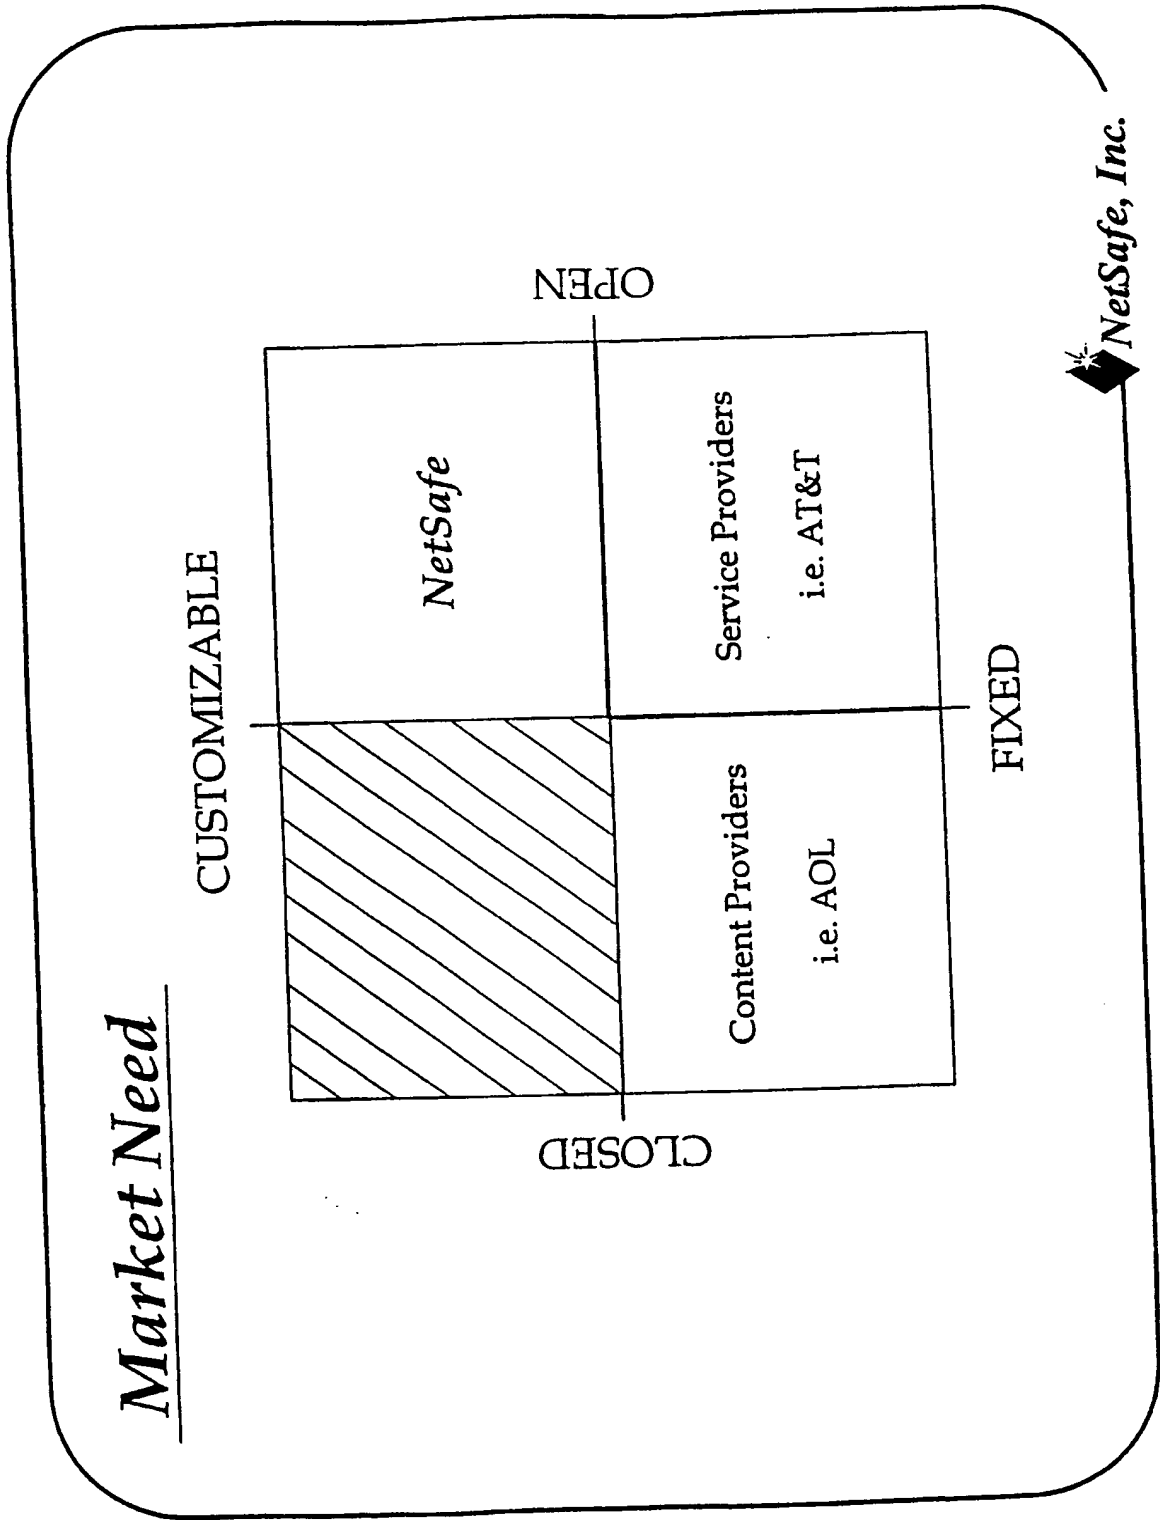 Market Need
CUSTOMIZABLE
CLOSED
OPEN
NetSafe
Content Providers
i.e. AOL
Service Providers
i.e. AT&T
FIXED
NetSafe, Inc.